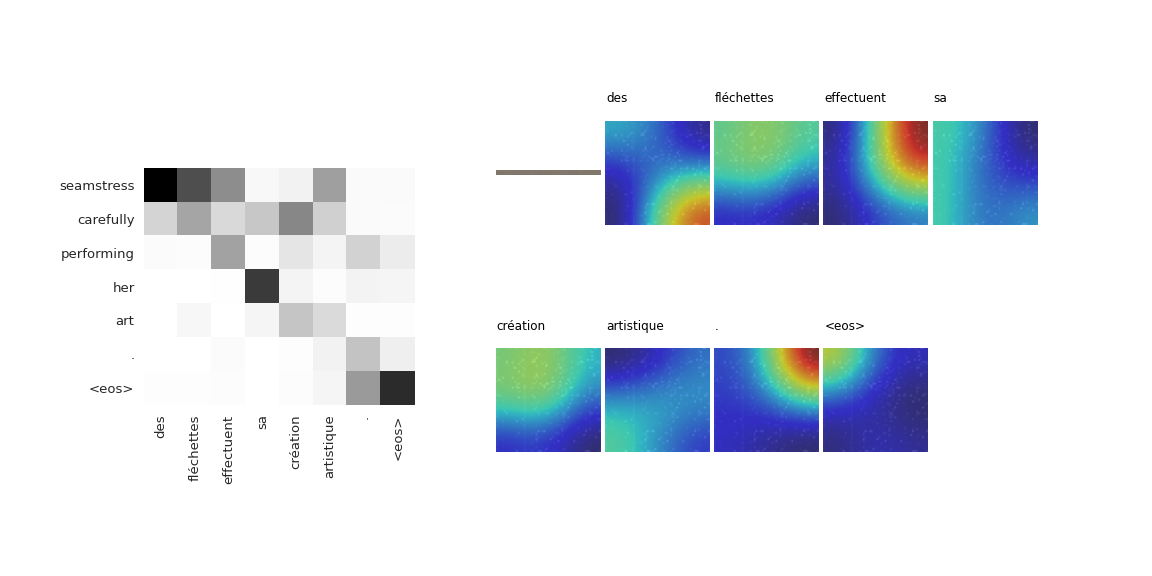 seamstress
carefully
performing
her
art
.
<eos>
des
fléchettes
effectuent
sa
création
artistique
.
<eos>
des fléchettes effectuent sa
création artistique . <eos>